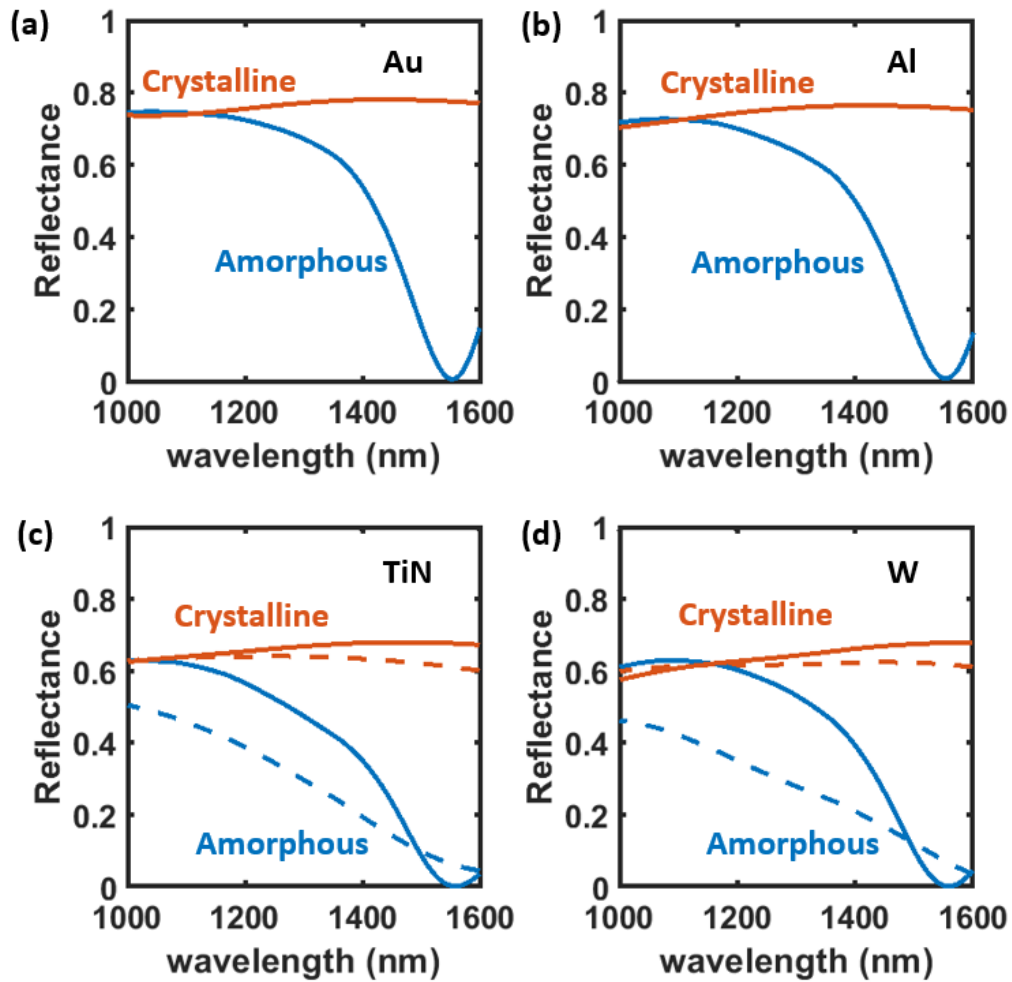 (a)
1
Au
Crystalline
0.8
0.6
0.4
Amorphous
0.2
0
Reflectance
1000 1200 1400 1600
wavelength (nm)
(b)
1
Al
Crystalline
0.8
0.6
0.4
Amorphous
0.2
0
Reflectance
1000 1200 1400 1600
wavelength (nm)
(c)
1
TiN
0.8
Crystalline
0.6
0.4
0.2
Amorphous
0
Reflectance
1000 1200 1400 1600
wavelength (nm)
(d)
1
W
0.8
Crystalline
0.6
0.4
0.2
Amorphous
0
Reflectance
1000 1200 1400 1600
wavelength (nm)